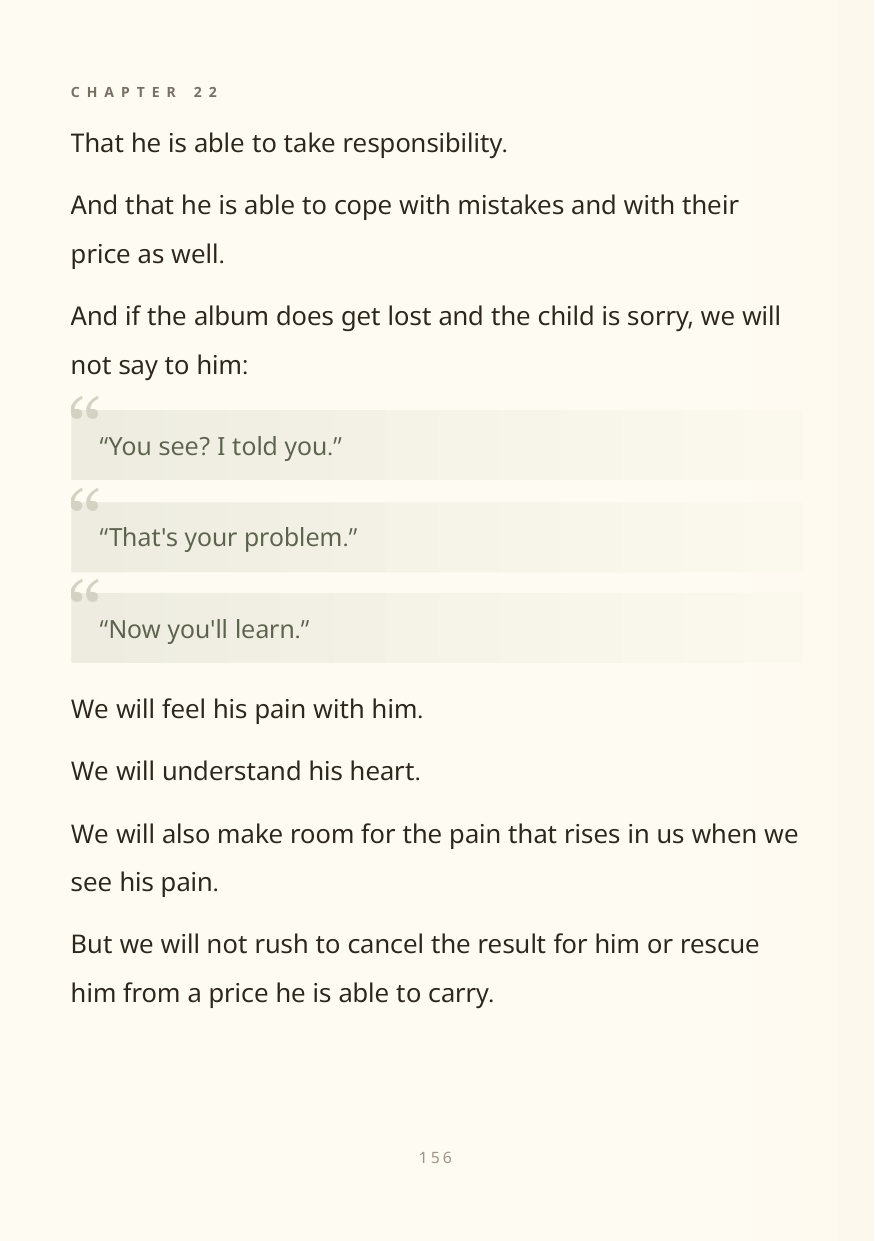 CHAPTER 22
That he is able to take responsibility.
And that he is able to cope with mistakes and with their
price as well.
And if the album does get lost and the child is sorry, we will
not say to him:
“
“You see? I told you.”
“
“That's your problem.”
“
“Now you'll learn.”
We will feel his pain with him.
We will understand his heart.
We will also make room for the pain that rises in us when we
see his pain.
But we will not rush to cancel the result for him or rescue
him from a price he is able to carry.
156